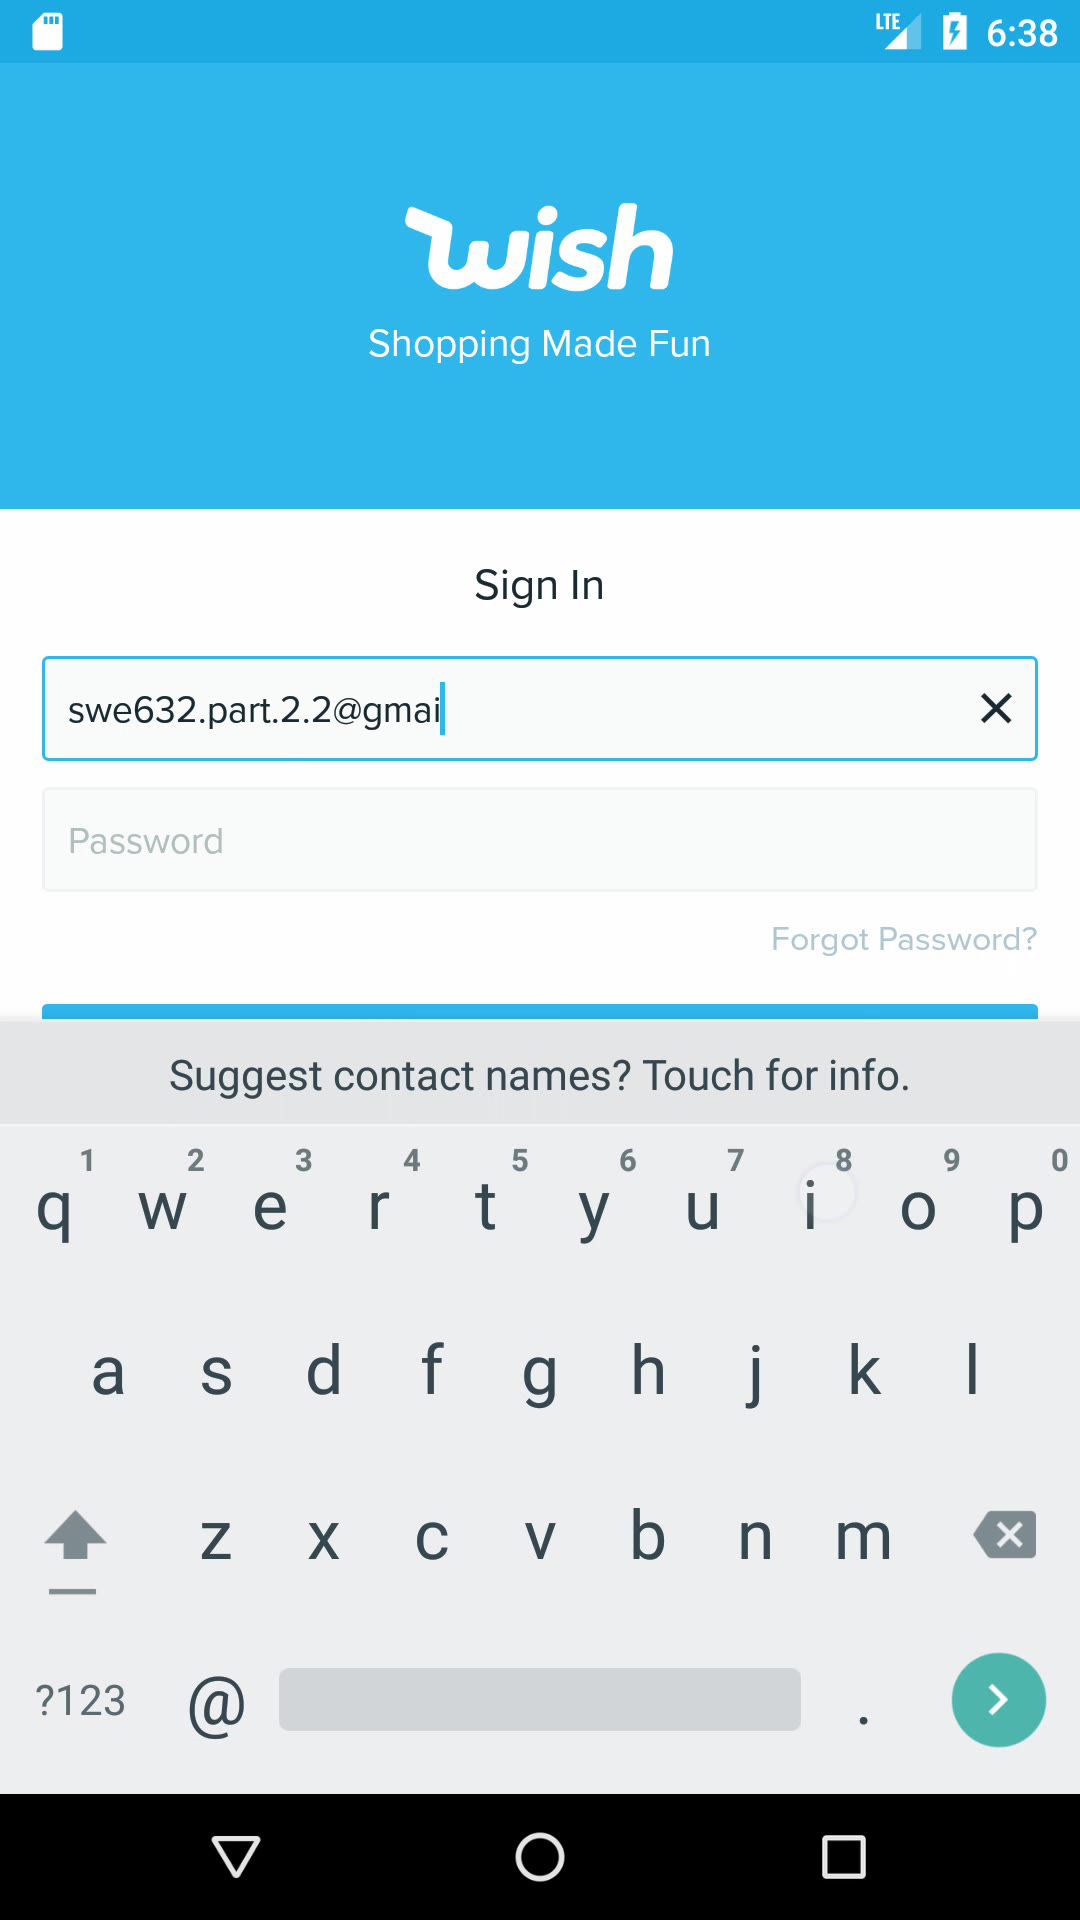 LTE 6:38
wish
Shopping Made Fun
Sign In
swe632.part.2.2@gmai
Password
Forgot Password?
Suggest contact names? Touch for info.
1 2 3 4 5 6 7 8 9 0
q w e r t y u i o p
a s d f g h j k l
z x c v b n m
?123 @ .